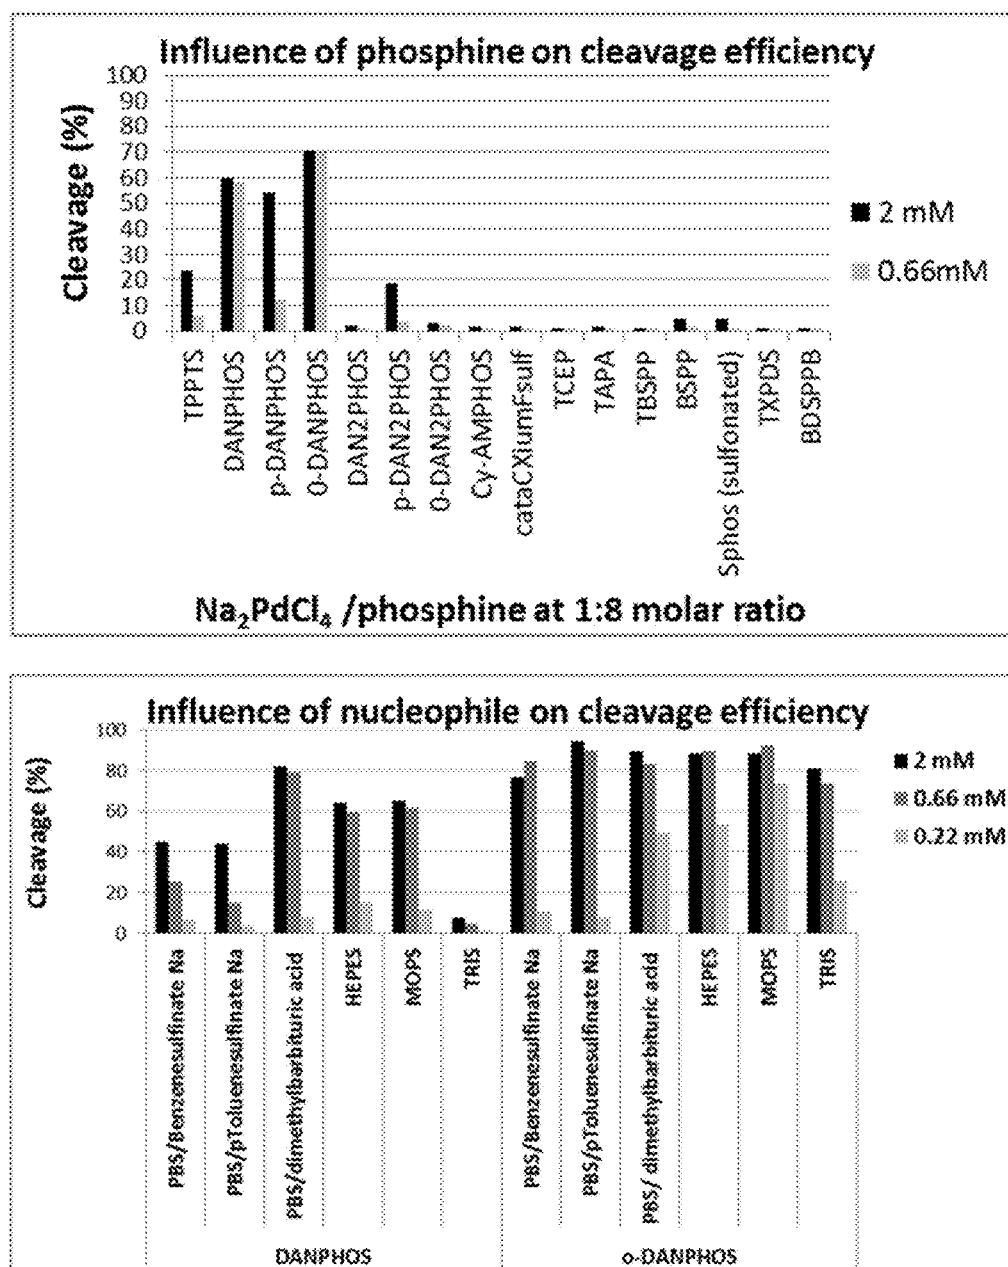 Influence of phosphine on cleavage efficiency
Cleavage (%)
100
90
80
70
60
50
40
30
20
10
0
2 mM
0.66mM
TPPTS
DANPHOS
p-DANPHOS
O-DANPHOS
DAN2PHOS
p-DAN2PHOS
O-DAN2PHOS
Cy-AMPHOS
cataCXiumFsulf
TCEP
TAPA
TBSPP
BSPP
Sphos (sulfonated)
TXPDS
BDSPPB
Na₂PdCl₄ /phosphine at 1:8 molar ratio
Influence of nucleophile on cleavage efficiency
Cleavage (%)
100
80
60
40
20
0
2 mM
0.66 mM
0.22 mM
PBS/Benzenesulfinate Na
PBS/pToluenesulfinate Na
PBS/dimethylbarbituric acid
HEPES
MOPS
TRIS
PBS/Benzenesulfinate Na
PBS/pToluenesulfinate Na
PBS/ dimethylbarbituric acid
HEPES
MOPS
TRIS
DANPHOS
o-DANPHOS